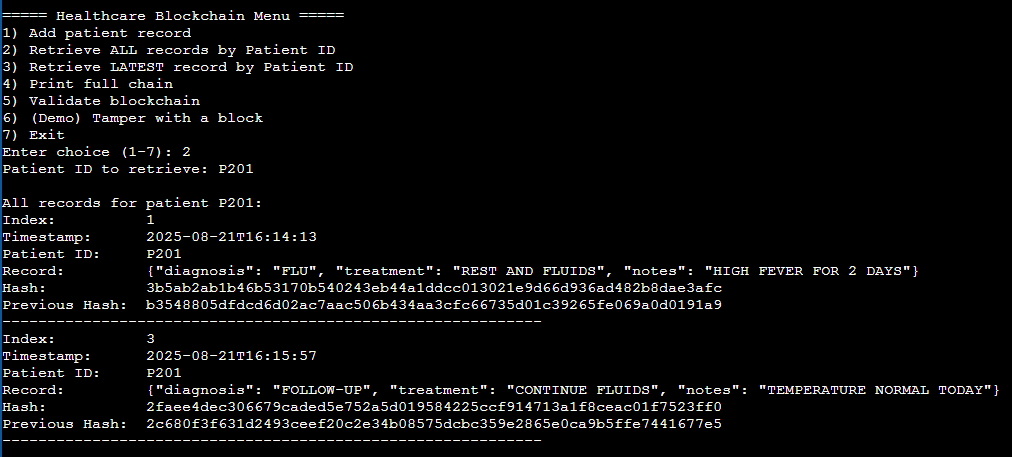 ===== Healthcare Blockchain Menu =====
1) Add patient record
2) Retrieve ALL records by Patient ID
3) Retrieve LATEST record by Patient ID
4) Print full chain
5) Validate blockchain
6) (Demo) Tamper with a block
7) Exit
Enter choice (1-7): 2
Patient ID to retrieve: P201

All records for patient P201:
Index:          1
Timestamp:      2025-08-21T16:14:13
Patient ID:     P201
Record:         {"diagnosis": "FLU", "treatment": "REST AND FLUIDS", "notes": "HIGH FEVER FOR 2 DAYS"}
Hash:           3b5ab2ab1b46b53170b540243eb44a1ddcc013021e9d66d936ad482b8dae3afc
Previous Hash:  b3548805dfdcd6d02ac7aac506b434aa3cfc66735d01c39265fe069a0d0191a9
------------------------------------------------------------
Index:          3
Timestamp:      2025-08-21T16:15:57
Patient ID:     P201
Record:         {"diagnosis": "FOLLOW-UP", "treatment": "CONTINUE FLUIDS", "notes": "TEMPERATURE NORMAL TODAY"}
Hash:           2faee4dec306679caded5e752a5d019584225ccf914713a1f8ceac01f7523ff0
Previous Hash:  2c680f3f631d2493ceef20c2e34b08575dcbc359e2865e0ca9b5ffe7441677e5
------------------------------------------------------------